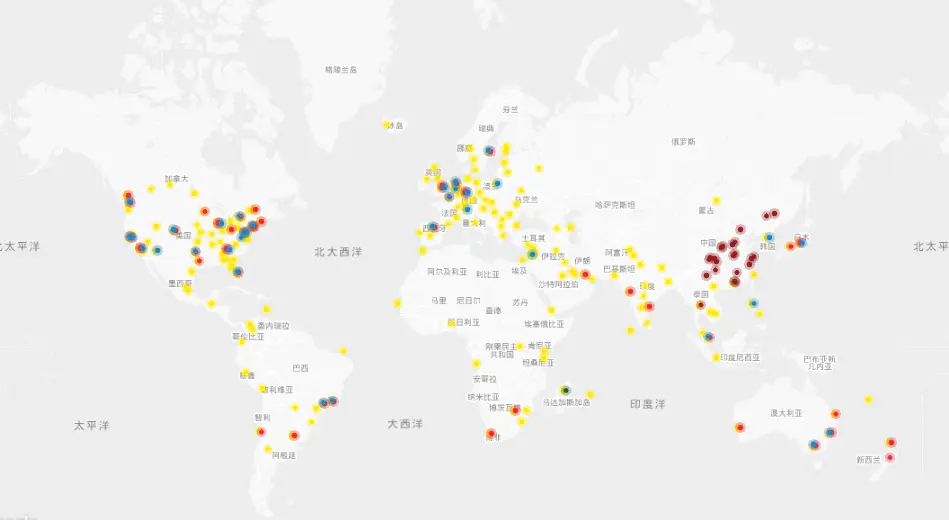 格陵兰岛
芬兰
冰岛
瑞典
挪威
俄罗斯
英国
加拿大
乌克兰
哈萨克斯坦
蒙古
法国
意大利
西班牙
美国
土耳其
中国
韩国
日本
北太平洋
北大西洋
北太平
伊拉克
伊朗
阿富汗
巴基斯坦
阿尔及利亚
利比亚
埃及
沙特阿拉伯
印度
墨西哥
马里
尼日尔
乍得
苏丹
泰国
尼日利亚
埃塞俄比亚
委内瑞拉
哥伦比亚
刚果民主
共和国
肯尼亚
坦桑尼亚
印度尼西亚
巴布亚新
几内亚
巴西
秘鲁
玻利维亚
安哥拉
纳米比亚
博茨瓦纳
马达加斯加岛
印度洋
太平洋
大西洋
智利
澳大利亚
南非
阿根廷
新西兰